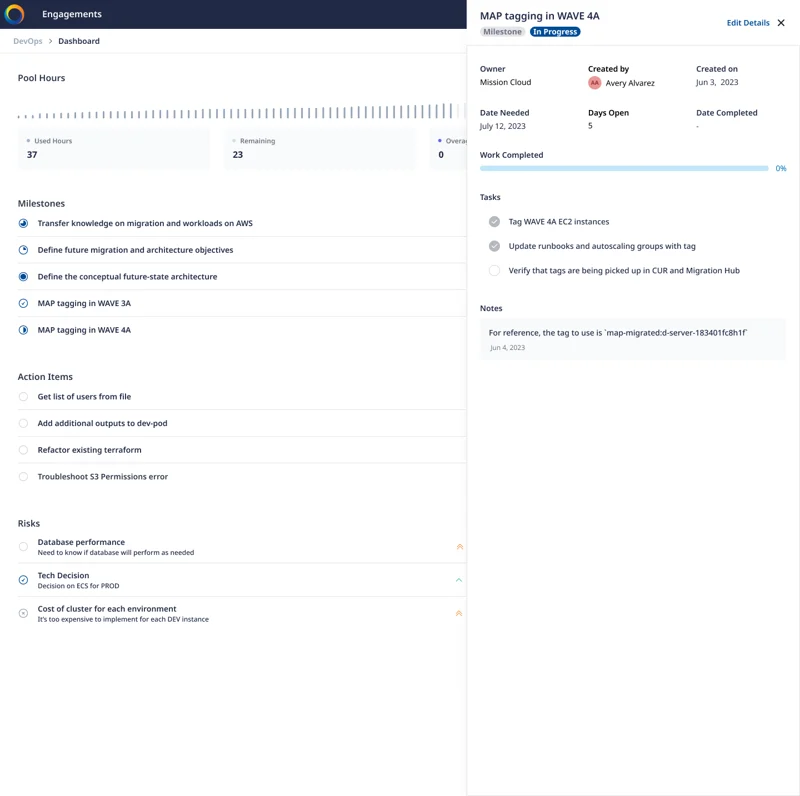 Engagements
DevOps > Dashboard
Pool Hours
Used Hours
37
Remaining
23
Overag
0
Milestones
Transfer knowledge on migration and workloads on AWS
Define future migration and architecture objectives
Define the conceptual future-state architecture
MAP tagging in WAVE 3A
MAP tagging in WAVE 4A
Action Items
Get list of users from file
Add additional outputs to dev-pod
Refactor existing terraform
Troubleshoot S3 Permissions error
Risks
Database performance
Need to know if database will perform as needed
Tech Decision
Decision on ECS for PROD
Cost of cluster for each environment
It's too expensive to implement for each DEV instance
MAP tagging in WAVE 4A
Milestone In Progress
Edit Details
Owner
Mission Cloud
Created by
AA Avery Alvarez
Created on
Jun 3, 2023
Date Needed
July 12, 2023
Days Open
5
Date Completed
-
Work Completed
0%
Tasks
Tag WAVE 4A EC2 instances
Update runbooks and autoscaling groups with tag
Verify that tags are being picked up in CUR and Migration Hub
Notes
For reference, the tag to use is `map-migrated:d-server-183401fc8h1f`
Jun 4, 2023